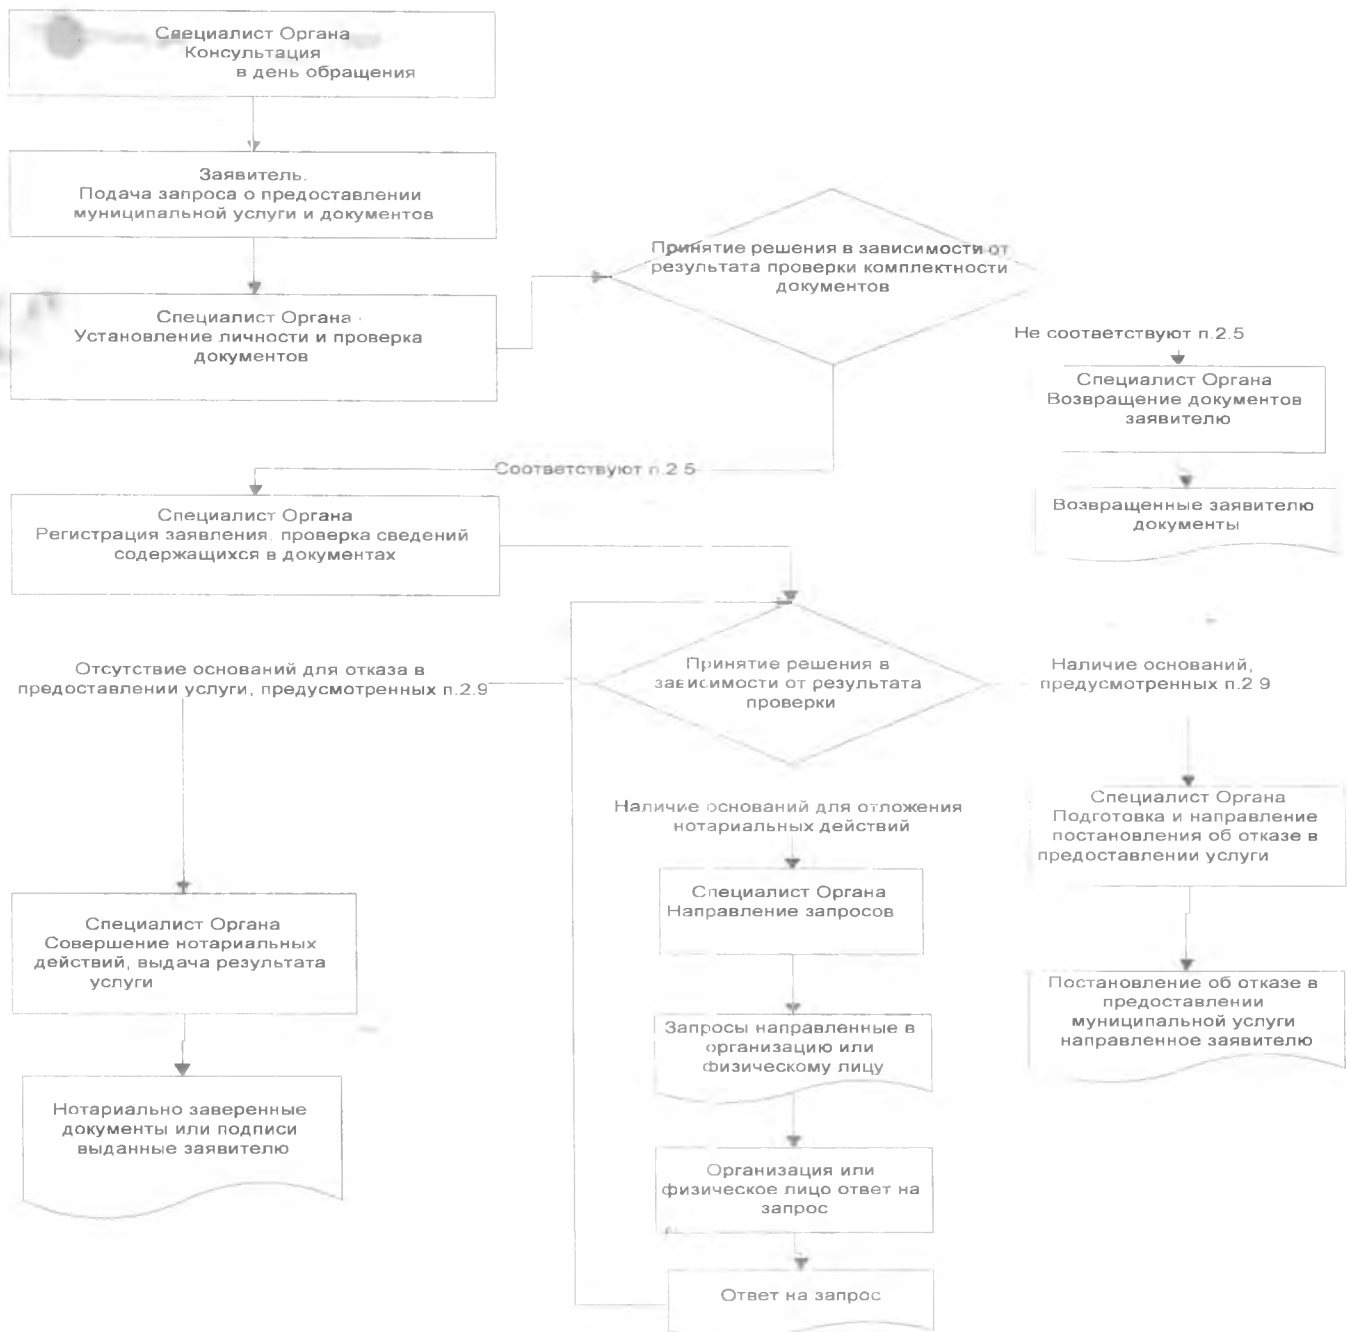 Специалист Органа
Консультация
в день обращения
Заявитель.
Подача запроса о предоставлении
муниципальной услуги и документов
Специалист Органа
Установление личности и проверка
документов
Принятие решения в зависимости от
результата проверки комплектности
документов
Не соответствуют п.2.5
Специалист Органа
Возвращение документов
заявителю
Возвращенные заявителю
документы
Соответствуют п.2.5
Специалист Органа
Регистрация заявления. проверка сведений
содержащихся в документах
Принятие решения в
зависимости от результата
проверки
Отсутствие оснований для отказа в
предоставлении услуги, предусмотренных п.2.9
Специалист Органа
Совершение нотариальных
действий, выдача результата
услуги
Нотариально заверенные
документы или подписи
выданные заявителю
Наличие оснований для отложения
нотариальных действий
Специалист Органа
Направление запросов
Запросы направленные в
организацию или
физическому лицу
Организация или
физическое лицо ответ на
запрос
Ответ на запрос
Наличие оснований,
предусмотренных п.2 9
Специалист Органа
Подготовка и направление
постановления об отказе в
предоставлении услуги
Постановление об отказе в
предоставлении
муниципальной услуги
направленное заявителю